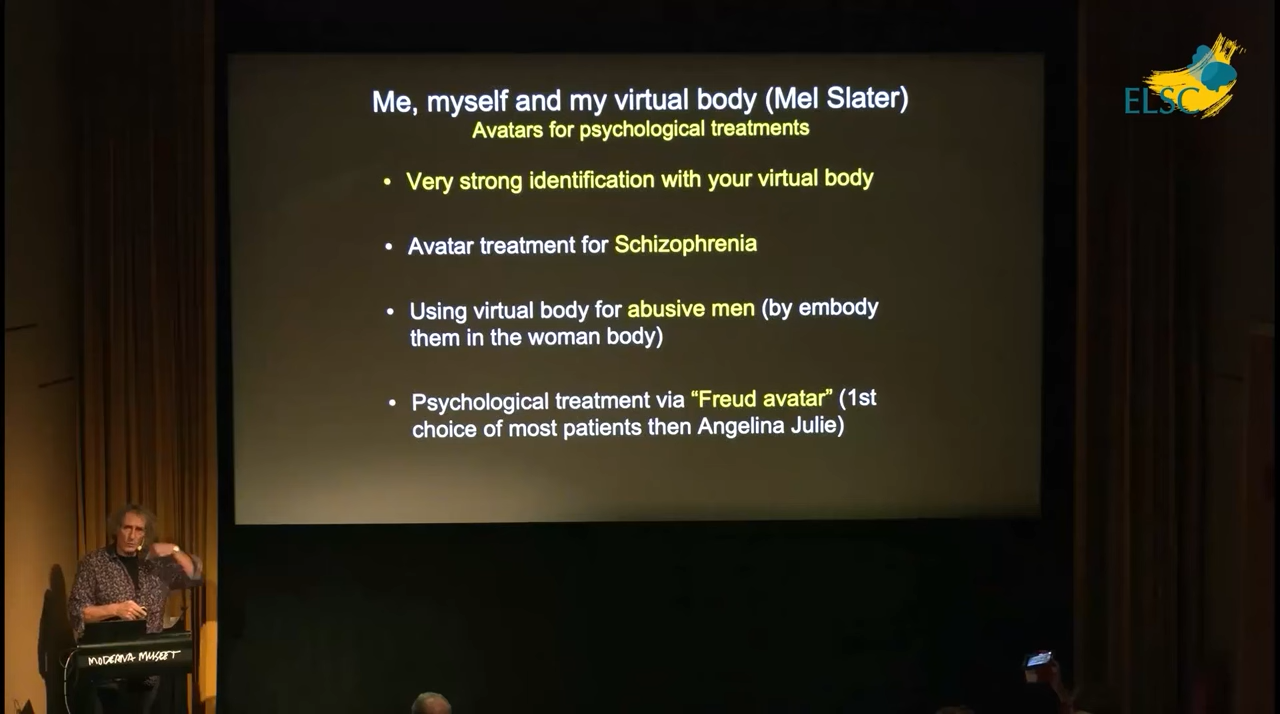 Me, myself and my virtual body (Mel Slater)
Avatars for psychological treatments
• Very strong identification with your virtual body
• Avatar treatment for Schizophrenia
• Using virtual body for abusive men (by embody
them in the woman body)
• Psychological treatment via “Freud avatar” (1st
choice of most patients then Angelina Julie)
ELSC
MODERNA MUSEET